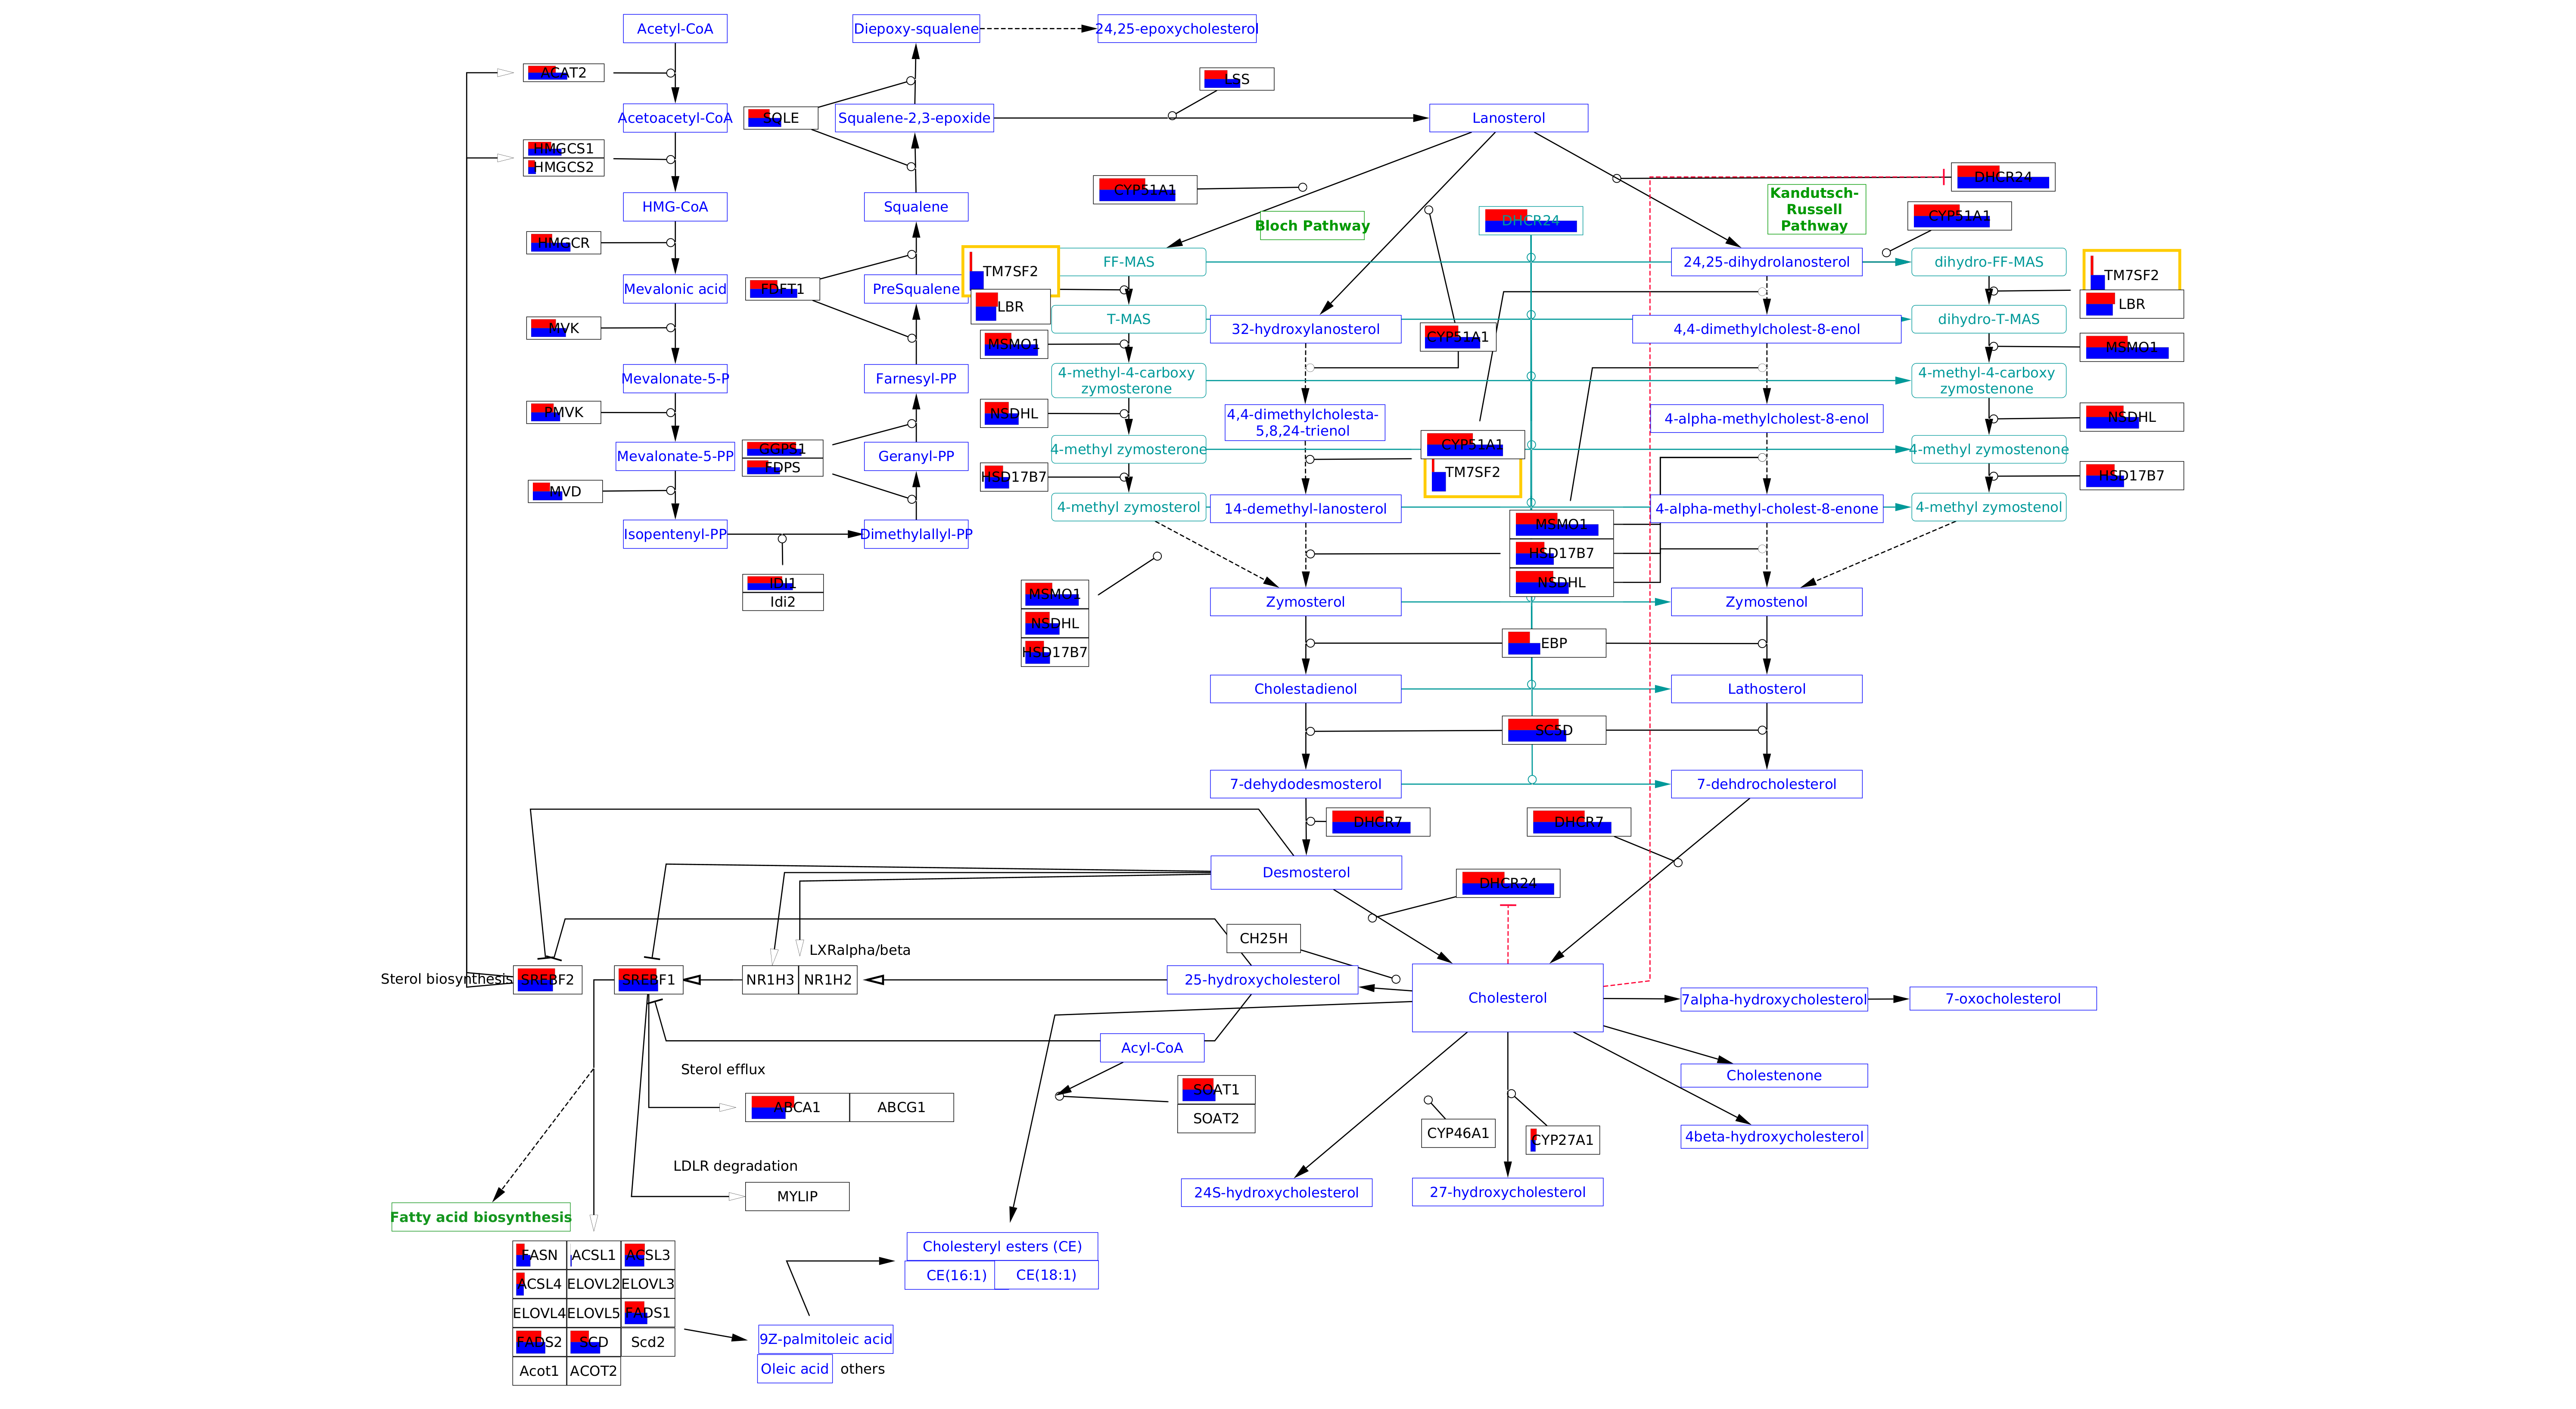 Acetyl-CoA
Diepoxy-squalene
24,25-epoxycholesterol
ACAT2
LSS
Acetoacetyl-CoA
SQLE
Squalene-2,3-epoxide
Lanosterol
HMGCS1
HMGCS2
CYP51A1
DHCR24
Kandutsch-
Russell
Pathway
HMG-CoA
Squalene
Bloch Pathway
DHCR24
CYP51A1
HMGCR
FF-MAS
24,25-dihydrolanosterol
dihydro-FF-MAS
TM7SF2
TM7SF2
Mevalonic acid
FDFT1
PreSqualene
LBR
LBR
T-MAS
dihydro-T-MAS
MVK
32-hydroxylanosterol
4,4-dimethylcholest-8-enol
CYP51A1
MSMO1
MSMO1
Mevalonate-5-P
Farnesyl-PP
4-methyl-4-carboxy
zymosterone
4-methyl-4-carboxy
zymostenone
PMVK
NSDHL
4,4-dimethylcholesta-
5,8,24-trienol
4-alpha-methylcholest-8-enol
NSDHL
GGPS1
FDPS
Mevalonate-5-PP
Geranyl-PP
4-methyl zymosterone
CYP51A1
TM7SF2
4-methyl zymostenone
MVD
HSD17B7
HSD17B7
4-methyl zymosterol
14-demethyl-lanosterol
4-alpha-methyl-cholest-8-enone
4-methyl zymostenol
Isopentenyl-PP
Dimethylallyl-PP
MSMO1
HSD17B7
NSDHL
IDI1
Idi2
MSMO1
NSDHL
HSD17B7
Zymosterol
Zymostenol
EBP
Cholestadienol
Lathosterol
SC5D
7-dehydodesmosterol
7-dehdrocholesterol
DHCR7
DHCR7
Desmosterol
DHCR24
CH25H
LXRalpha/beta
Sterol biosynthesis
SREBF2
SREBF1
NR1H3
NR1H2
25-hydroxycholesterol
Cholesterol
7alpha-hydroxycholesterol
7-oxocholesterol
Acyl-CoA
Sterol efflux
Cholestenone
ABCA1
ABCG1
SOAT1
SOAT2
CYP46A1
CYP27A1
4beta-hydroxycholesterol
LDLR degradation
MYLIP
24S-hydroxycholesterol
27-hydroxycholesterol
Fatty acid biosynthesis
Cholesteryl esters (CE)
CE(16:1)
CE(18:1)
FASN
ACSL1
ACSL3
ACSL4
ELOVL2
ELOVL3
ELOVL4
ELOVL5
FADS1
FADS2
SCD
Scd2
Acot1
ACOT2
9Z-palmitoleic acid
Oleic acid
others